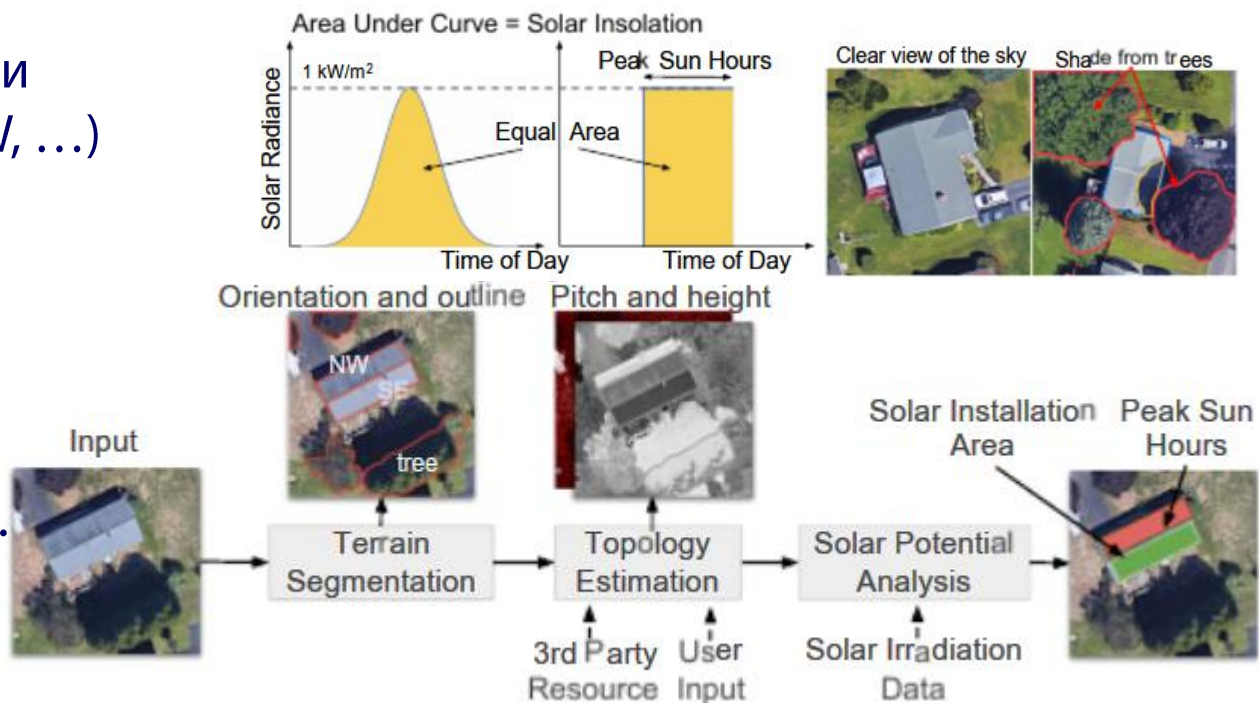 и
, …)
.
Area Under Curve = Solar Insolation
1 kW/m²
Solar Radiance
Equal Area
Peak Sun Hours
Time of Day
Time of Day
Clear view of the sky
Shade from trees
Orientation and outline
Pitch and height
NW
SE
tree
Input
Terrain
Segmentation
Topology
Estimation
Solar Potential
Analysis
3rd Party
Resource
User
Input
Solar Irradiation
Data
Solar Installation
Area
Peak Sun
Hours